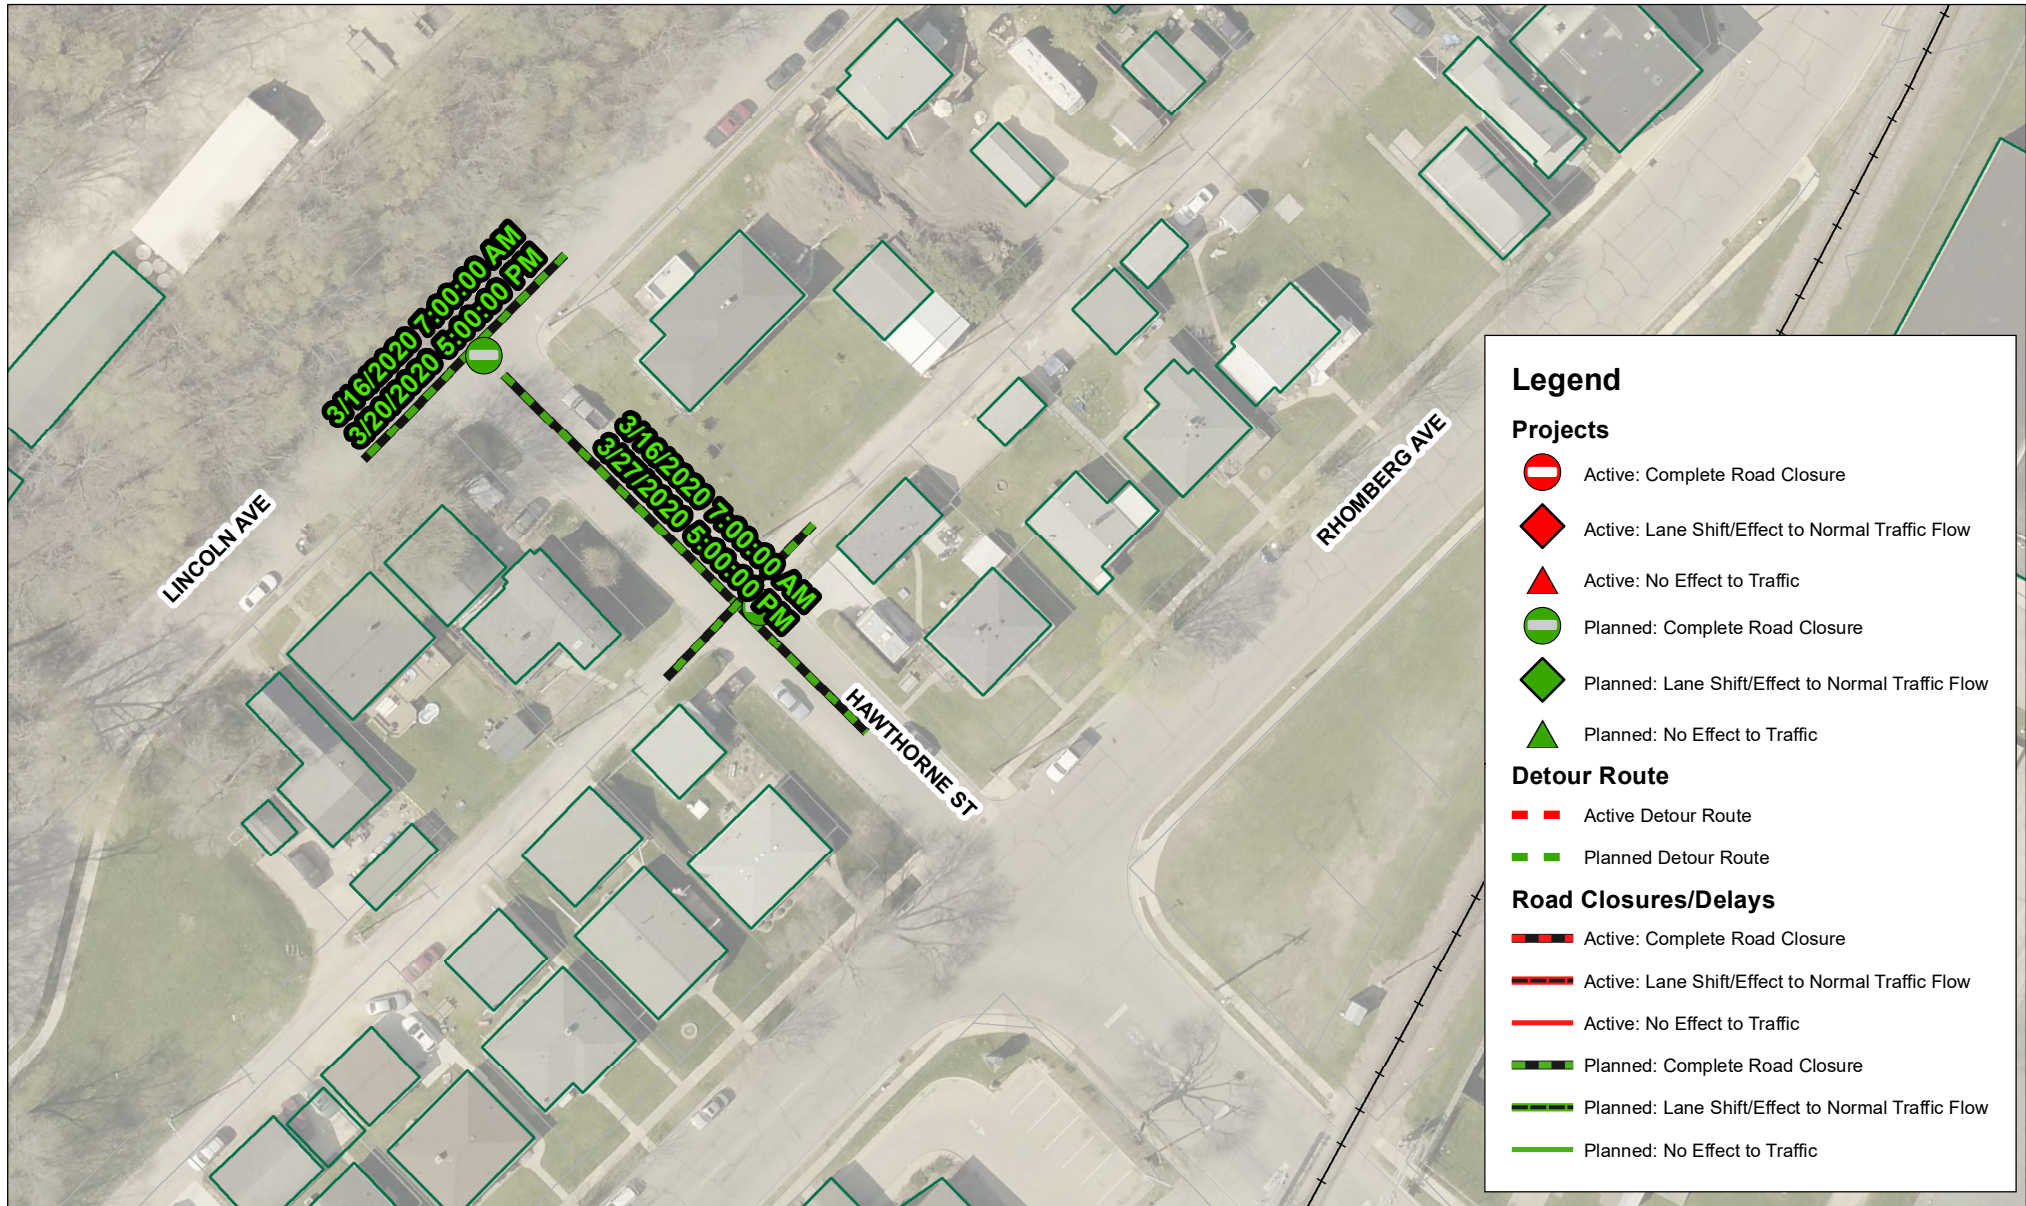 3/16/2020 7:00:00 AM
3/20/2020 5:00:00 PM
3/16/2020 7:00:00 AM
3/27/2020 5:00:00 PM
LINCOLN AVE
RHOMBERG AVE
HAWTHORNE ST
Legend
Projects
Active: Complete Road Closure
Active: Lane Shift/Effect to Normal Traffic Flow
Active: No Effect to Traffic
Planned: Complete Road Closure
Planned: Lane Shift/Effect to Normal Traffic Flow
Planned: No Effect to Traffic
Detour Route
Active Detour Route
Planned Detour Route
Road Closures/Delays
Active: Complete Road Closure
Active: Lane Shift/Effect to Normal Traffic Flow
Active: No Effect to Traffic
Planned: Complete Road Closure
Planned: Lane Shift/Effect to Normal Traffic Flow
Planned: No Effect to Traffic